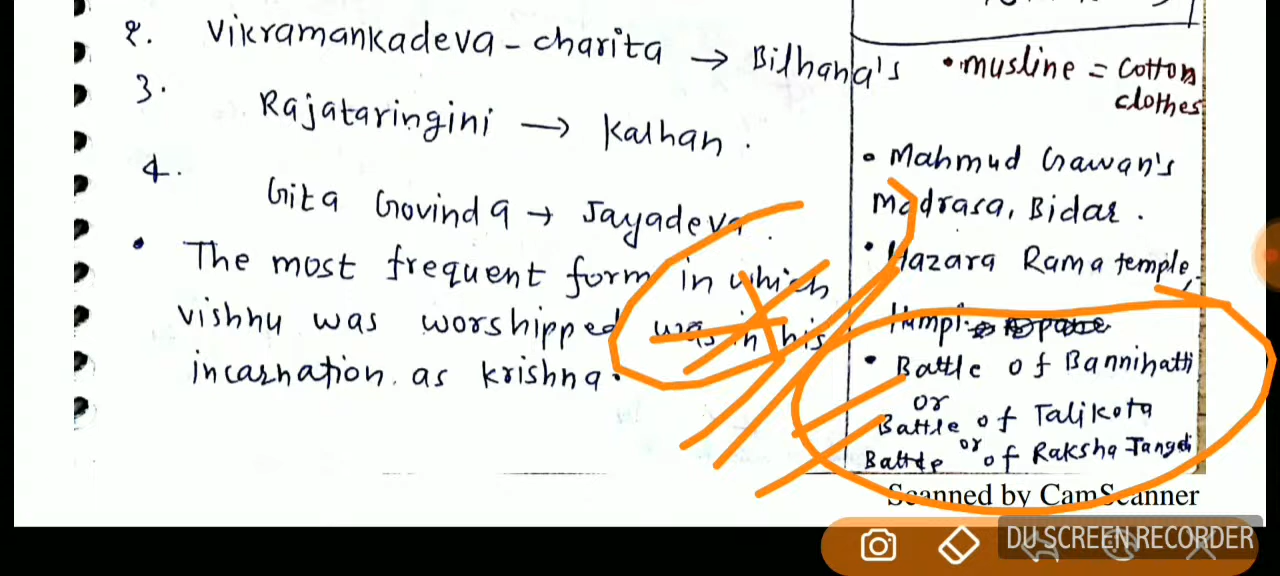 2. Vikramankadeva-charita → Bilhana's
3. Rajataringini → Kalhan.
4. Gita Govinda → Jayadeva.
• The most frequent form in which
vishnu was worshipped was in his
incarnation as krishna.
• musline = cotton
clothes
• Mahmud Gawan's
Madrasa, Bidar.
• Hazara Rama temple,
Humpi
• Battle of Bannihatti
or
Battle of Talikota
or
Battle of Raksha Tangdi
Scanned by CamScanner
DU SCREEN RECORDER